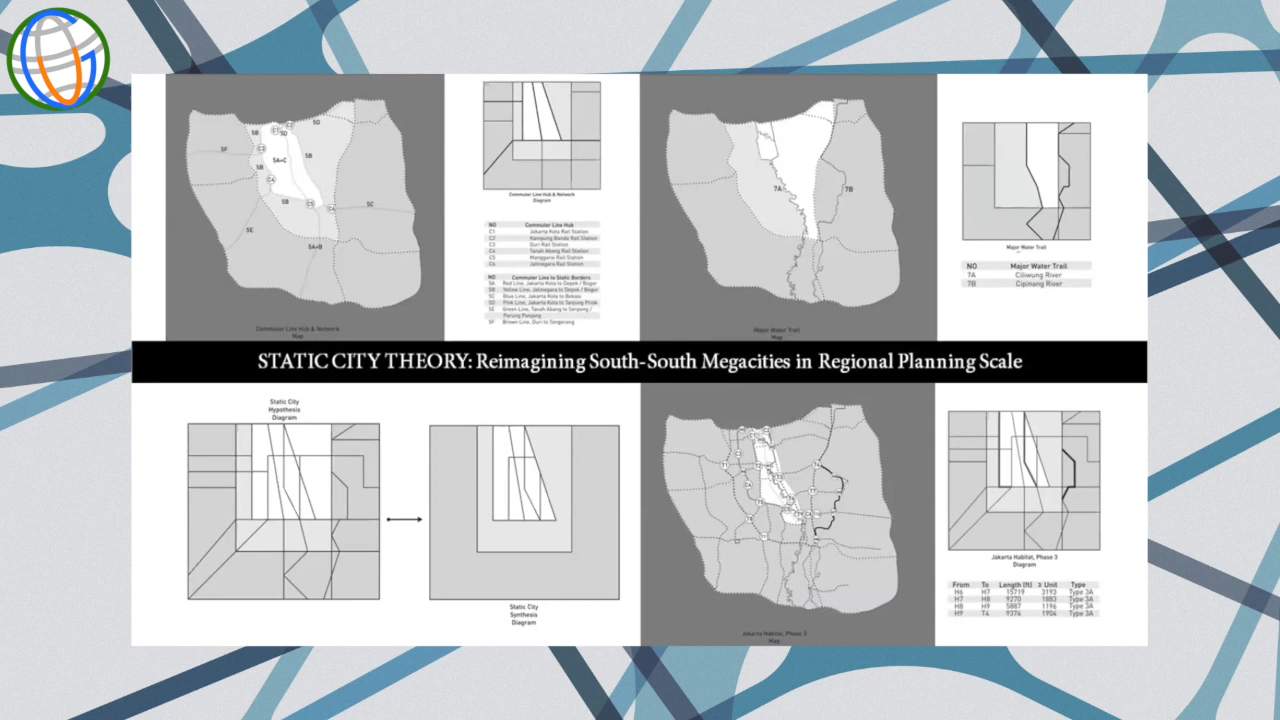 5F
5B
C1
C2
5D
5D
C3
5A+C
5B
5B
C4
5B
C5
C6
5C
5E
5A+B
Commuter Line Hub & Network
Map
Commuter Line Hub & Network
Diagram
NO Commuter Line Hub
C1 Jakarta Kota Rail Station
C2 Kampung Banda Rail Station
C3 Duri Rail Station
C4 Tanah Abang Rail Station
C5 Manggarai Rail Station
C6 Jatinegara Rail Station
NO Commuter Line to Static Borders
5A Red Line, Jakarta Kota to Depok / Bogor
5B Yellow Line, Jatinegara to Depok / Bogor
5C Blue Line, Jakarta Kota to Bekasi
5D Pink Line, Jakarta Kota to Tanjung Priok
5E Green Line, Tanah Abang to Serpong /
Parung Panjang
5F Brown Line, Duri to Tangerang
7A
7B
Major Water Trail
Map
Major Water Trail
NO Major Water Trail
7A Ciliwung River
7B Cipinang River
STATIC CITY THEORY: Reimagining South-South Megacities in Regional Planning Scale
Static City
Hypothesis
Diagram
Static City
Synthesis
Diagram
Jakarta Habitat, Phase 3
Map
Jakarta Habitat, Phase 3
Diagram
From To Length (ft) Unit Type
H6 H7 15719 3193 Type 3A
H7 H8 9270 1883 Type 3A
H8 H9 5887 1196 Type 3A
H9 T4 9374 1904 Type 3A